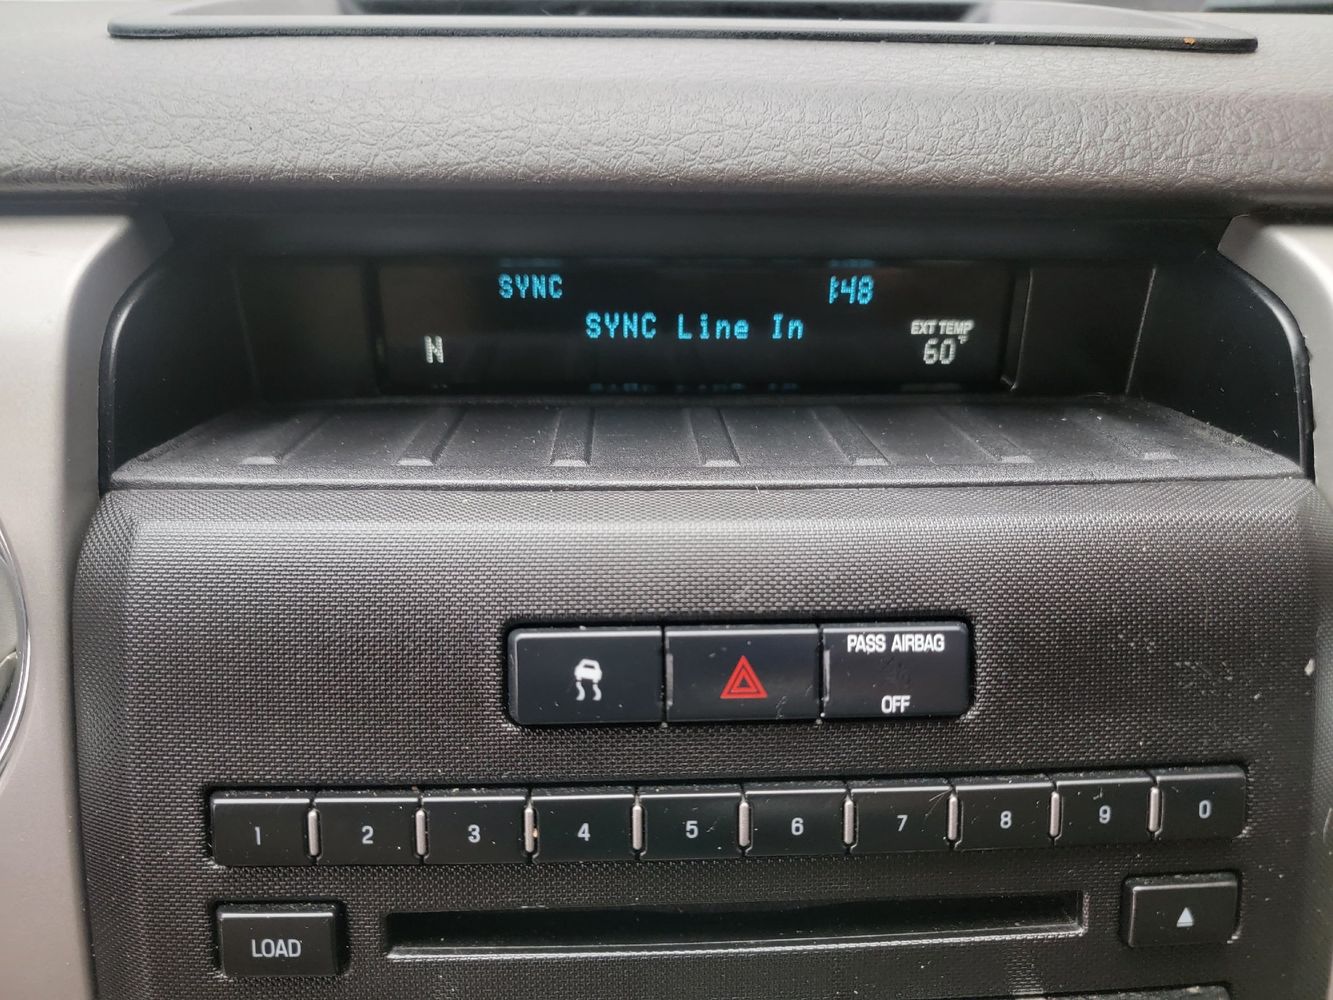 SYNC 1:48
SYNC Line In
N EXT TEMP
60°F
PASS AIRBAG
OFF
1 2 3 4 5 6 7 8 9 0
LOAD